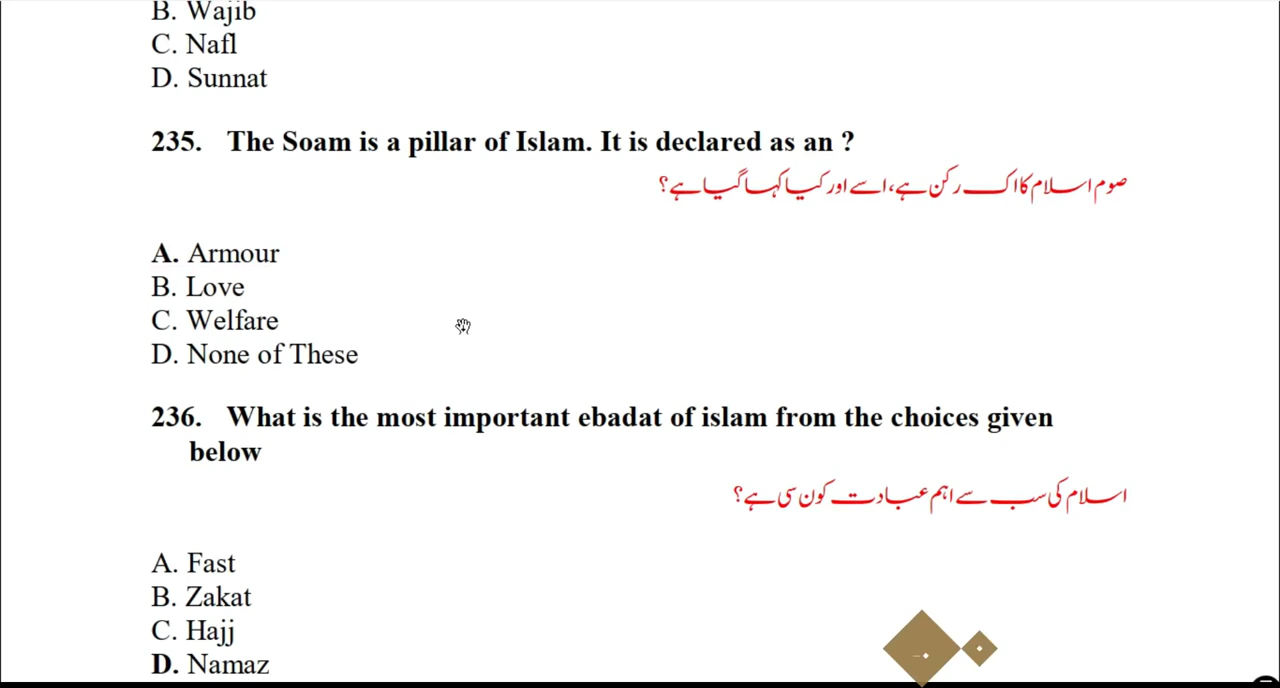 B. Wajib
C. Nafl
D. Sunnat
235. The Soam is a pillar of Islam. It is declared as an ?
صوم اسلام کا اک رکن ہے، اسے اور کیا کہا گیا ہے؟
A. Armour
B. Love
C. Welfare
D. None of These
236. What is the most important ebadat of islam from the choices given
below
اسلام کی سب سے اہم عبادت کون سی ہے؟
A. Fast
B. Zakat
C. Hajj
D. Namaz